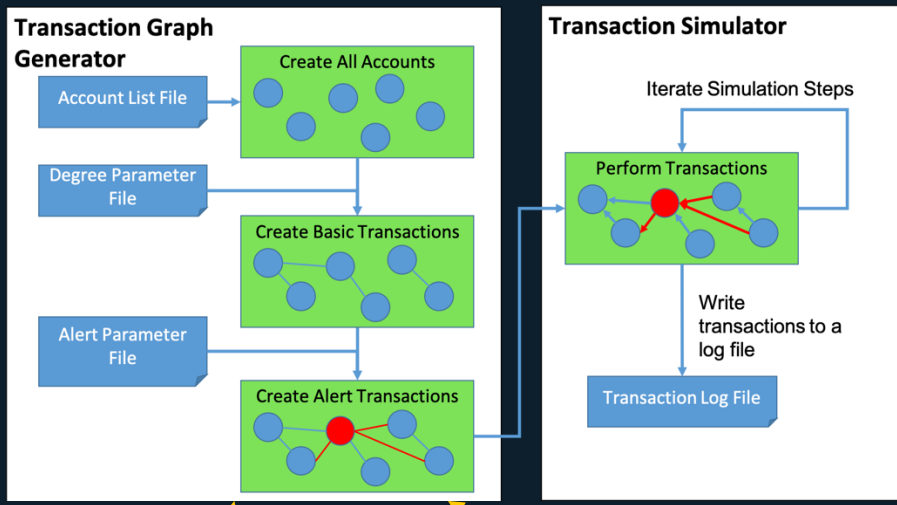 Transaction Graph
Generator
Account List File
Create All Accounts
Degree Parameter
File
Create Basic Transactions
Alert Parameter
File
Create Alert Transactions
Transaction Simulator
Iterate Simulation Steps
Perform Transactions
Write
transactions to a
log file
Transaction Log File